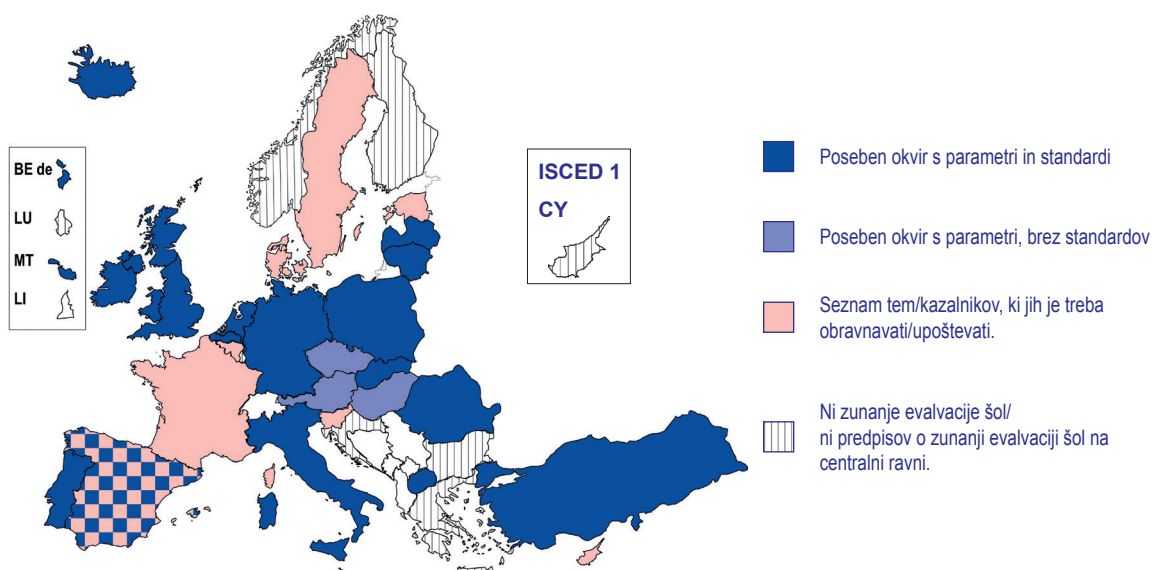 BE de
LU
MT
LI
ISCED 1
CY
Poseben okvir s parametri in standardi
Poseben okvir s parametri, brez standardov
Seznam tem/kazalnikov, ki jih je treba
obravnavati/upoštevati.
Ni zunanje evalvacije šol/
ni predpisov o zunanji evalvaciji šol na
centralni ravni.